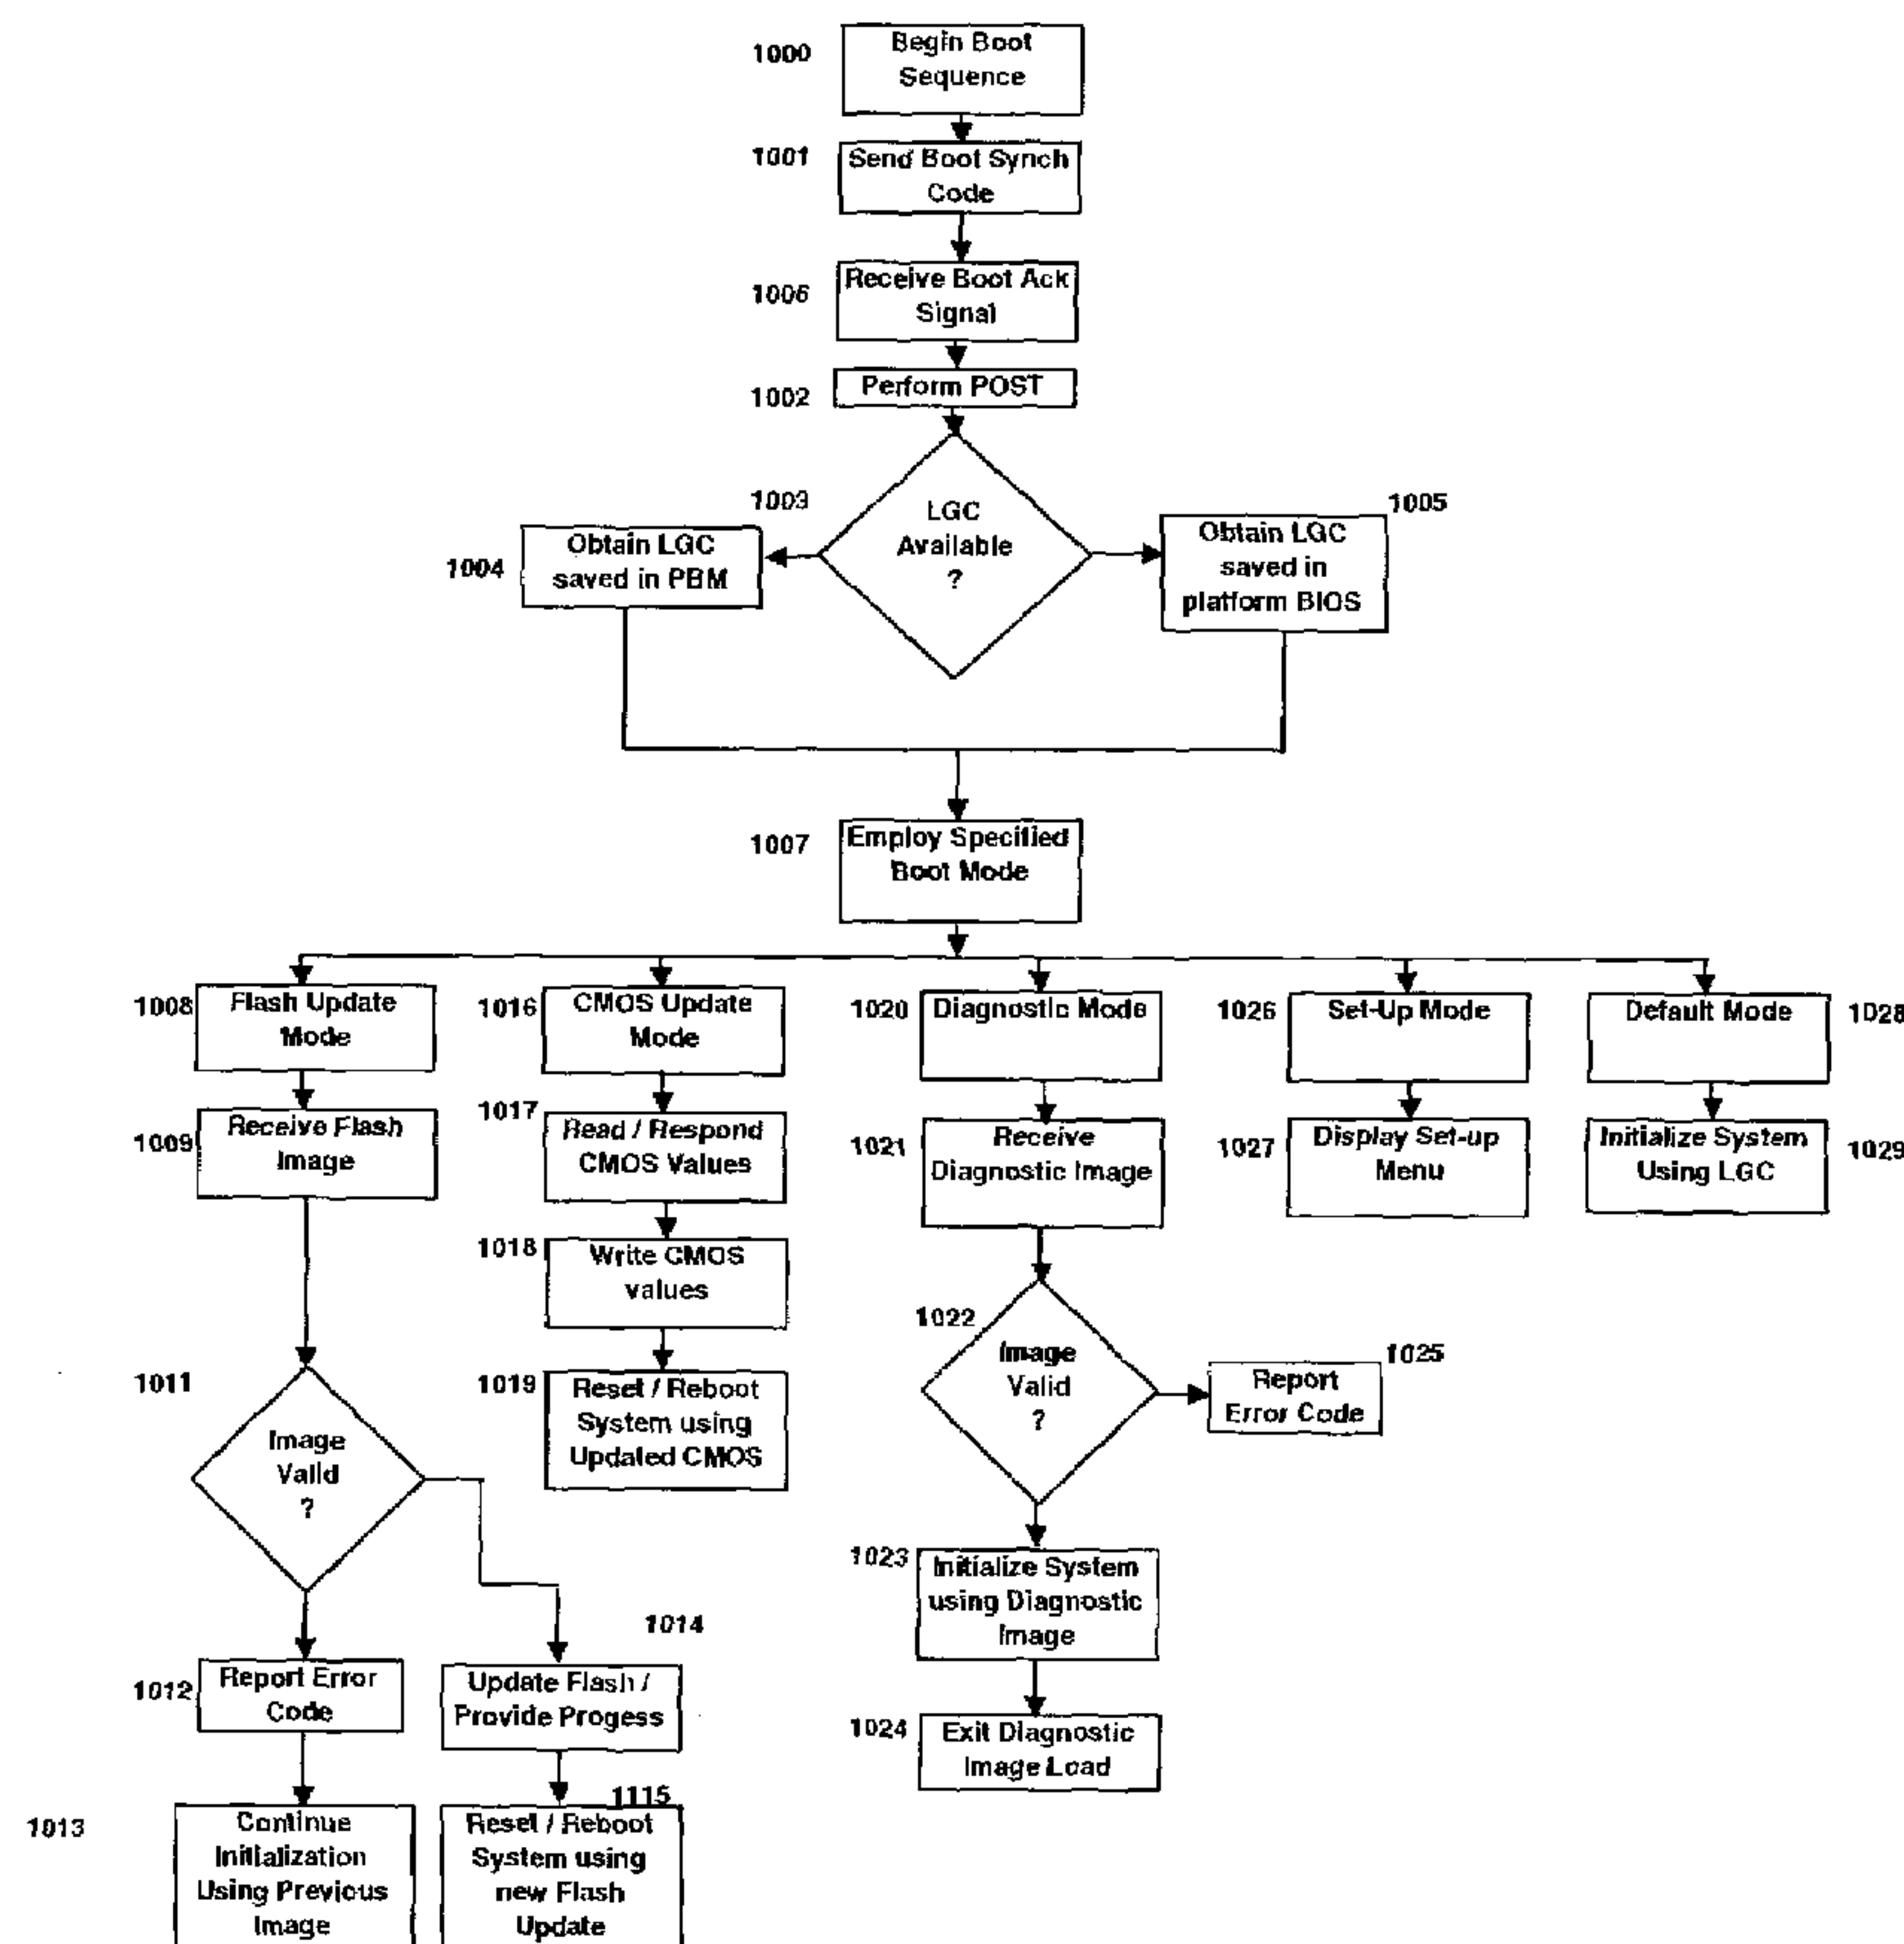 1000
Begin Boot
Sequence
1001
Send Boot Synch
Code
1006
Receive Boot Ack
Signal
1002
Perform POST
1003
LGC
Available
?
1004
Obtain LGC
saved in PBM
1005
Obtain LGC
saved in
platform BIOS
1007
Employ Specified
Boot Mode
1008
Flash Update
Mode
1016
CMOS Update
Mode
1020
Diagnostic Mode
1026
Set-Up Mode
Default Mode
1028
1009
Receive Flash
Image
1017
Read / Respond
CMOS Values
1021
Receive
Diagnostic Image
1027
Display Set-up
Menu
Initialize System
Using LGC
1029
1018
Write CMOS
values
1022
Image
Valid
?
1025
Report
Error Code
1011
Image
Valid
?
1019
Reset / Reboot
System using
Updated CMOS
1023
Initialize System
using Diagnostic
Image
1012
Report Error
Code
1014
Update Flash /
Provide Progess
1024
Exit Diagnostic
Image Load
1013
Continue
Initialization
Using Previous
Image
1115
Reset / Reboot
System using
new Flash
Update